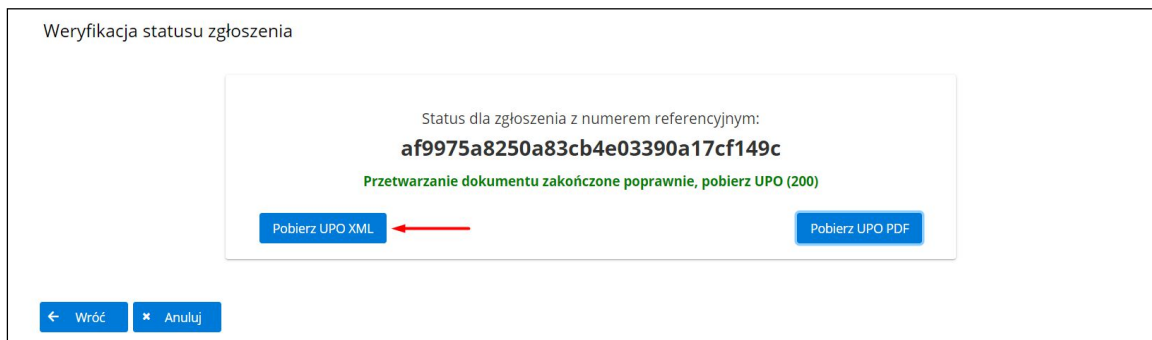 Weryfikacja statusu zgłoszenia
Status dla zgłoszenia z numerem referencyjnym:
af9975a8250a83cb4e03390a17cf149c
Przetwarzanie dokumentu zakończone poprawnie, pobierz UPO (200)
Pobierz UPO XML Pobierz UPO PDF
Wróć Anuluj